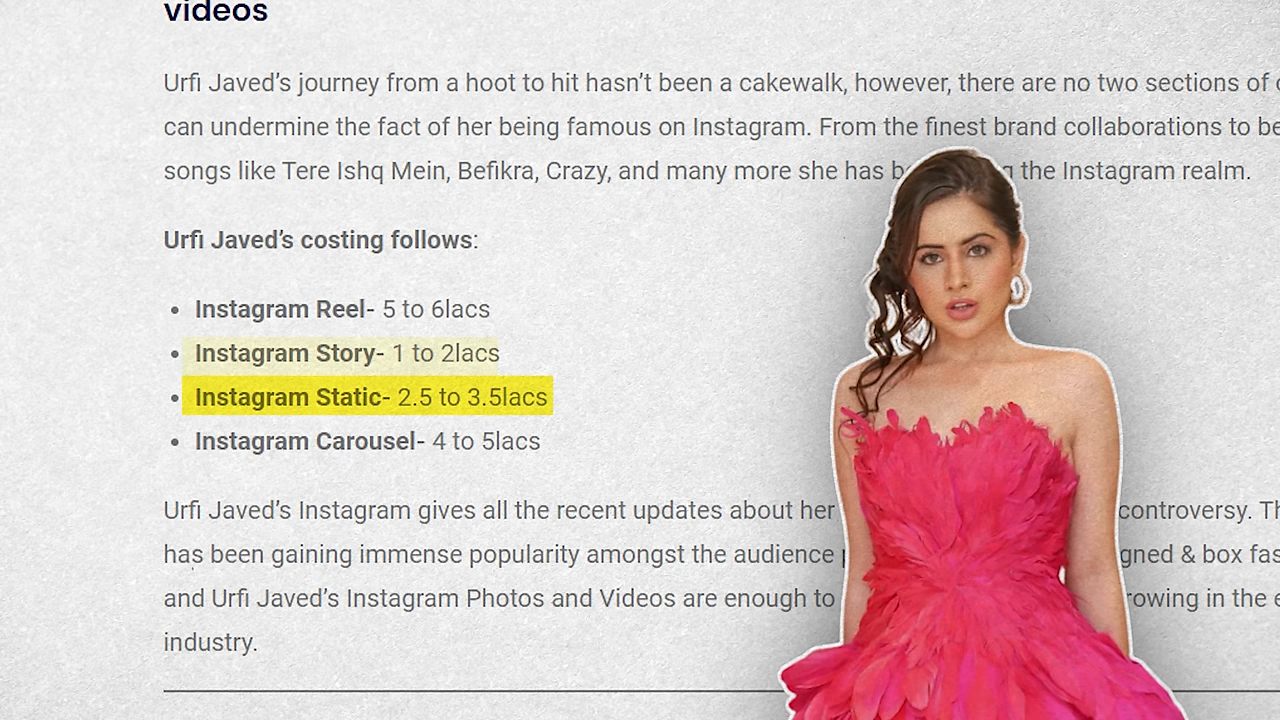 videos
Urfi Javed’s journey from a hoot to hit hasn’t been a cakewalk, however, there are no two sections of
can undermine the fact of her being famous on Instagram. From the finest brand collaborations to be
songs like Tere Ishq Mein, Befikra, Crazy, and many more she has the Instagram realm.
Urfi Javed’s costing follows:
• Instagram Reel- 5 to 6lacs
• Instagram Story- 1 to 2lacs
• Instagram Static- 2.5 to 3.5lacs
• Instagram Carousel- 4 to 5lacs
Urfi Javed’s Instagram gives all the recent updates about her controversy.
has been gaining immense popularity amongst the audience & box
and Urfi Javed’s Instagram Photos and Videos are enough to in the
industry.